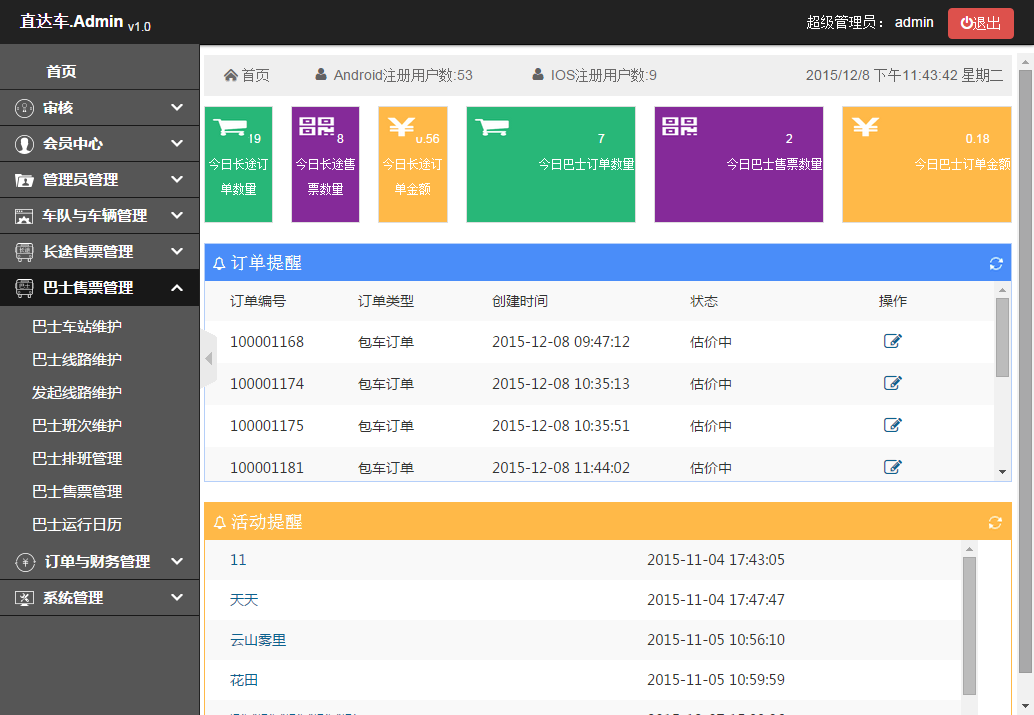 直达车.Admin v1.0
超级管理员： admin
退出
首页
审核
会员中心
管理员管理
车队与车辆管理
长途售票管理
巴士售票管理
巴士车站维护
巴士线路维护
发起线路维护
巴士班次维护
巴士排班管理
巴士售票管理
巴士运行日历
订单与财务管理
系统管理
首页 Android注册用户数:53 IOS注册用户数:9 2015/12/8 下午11:43:42 星期二
今日长途订
单数量
8
今日长途售
票数量
今日长途订
单金额
7
今日巴士订单数量
2
今日巴士售票数量
0.18
今日巴士订单金额
订单提醒
订单编号 订单类型 创建时间 状态 操作
100001168 包车订单 2015-12-08 09:47:12 估价中
100001174 包车订单 2015-12-08 10:35:13 估价中
100001175 包车订单 2015-12-08 10:35:51 估价中
100001181 包车订单 2015-12-08 11:44:02 估价中
活动提醒
11 2015-11-04 17:43:05
天天 2015-11-04 17:47:47
云山雾里 2015-11-05 10:56:10
花田 2015-11-05 10:59:59